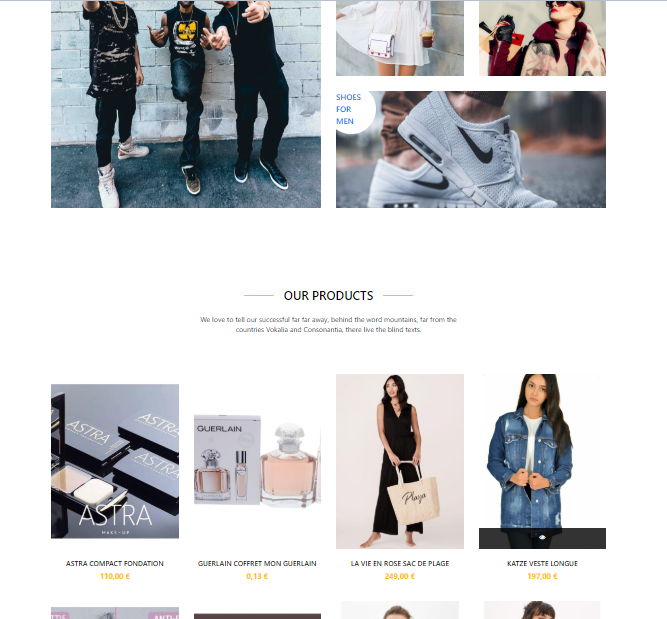 SHOES
FOR
MEN
OUR PRODUCTS
We love to tell our successful far far away, behind the word mountains, far from the
countries Vokalia and Consonantia, there live the blind texts.
ASTRA
ASTRA
ASTRA
ASTRA
MAKE-UP
GUERLAIN
Plaza
ASTRA COMPACT FONDATION
110,00 €
GUERLAIN COFFRET MON GUERLAIN
0,13 €
LA VIE EN ROSE SAC DE PLAGE
249,00 €
KATZE VESTE LONGUE
197,00 €